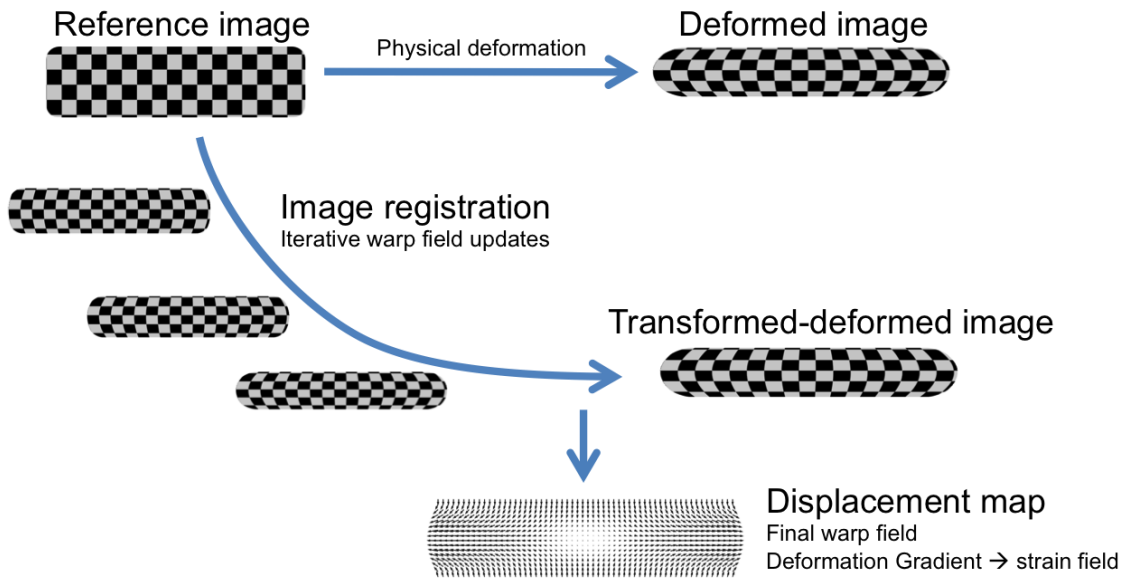 Reference image
Physical deformation
Deformed image
Image registration
Iterative warp field updates
Transformed-deformed image
Displacement map
Final warp field
Deformation Gradient → strain field